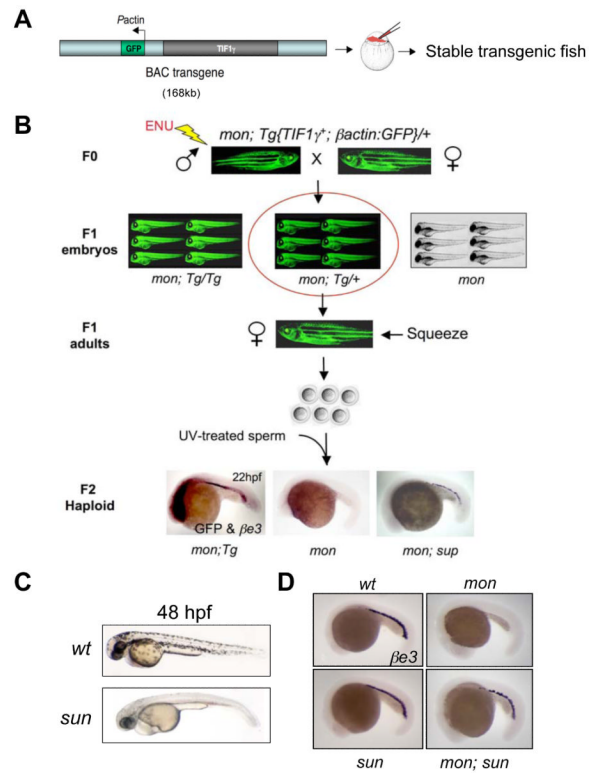 A
Pactin
GFP
TIF1γ
BAC transgene
(168kb)
Stable transgenic fish
B
ENU
mon; Tg{TIF1γ⁺; βactin:GFP}/+
F0
♂
X
♀
F1
embryos
mon; Tg/Tg
mon; Tg/+
mon
F1
adults
♀
Squeeze
UV-treated sperm
F2
Haploid
22hpf
GFP & βe3
mon;Tg
mon
mon; sup
C
48 hpf
wt
sun
D
wt
mon
βe3
sun
mon; sun